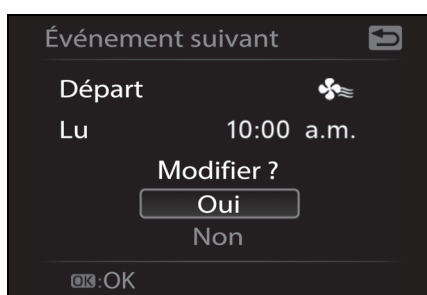 Événement suivant
Départ
Lu 10:00 a.m.
Modifier ?
Oui
Non
OK:OK